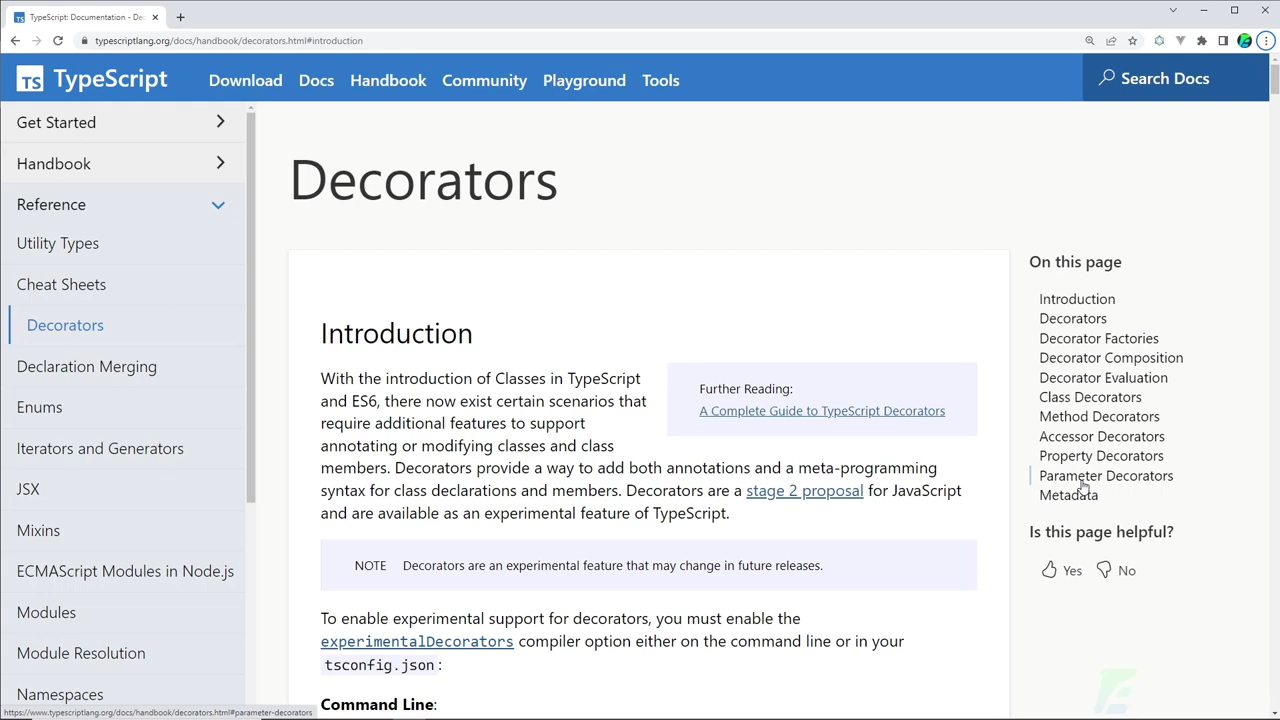 TypeScript: Documentation - De
typescriptlang.org/docs/handbook/decorators.html#introduction
TS TypeScript Download Docs Handbook Community Playground Tools Search Docs
Get Started
Handbook
Reference
Utility Types
Cheat Sheets
Decorators
Declaration Merging
Enums
Iterators and Generators
JSX
Mixins
ECMAScript Modules in Node.js
Modules
Module Resolution
Namespaces
Decorators
Introduction
With the introduction of Classes in TypeScript
and ES6, there now exist certain scenarios that
require additional features to support
annotating or modifying classes and class
members. Decorators provide a way to add both annotations and a meta-programming
syntax for class declarations and members. Decorators are a stage 2 proposal for JavaScript
and are available as an experimental feature of TypeScript.
Further Reading:
A Complete Guide to TypeScript Decorators
NOTE Decorators are an experimental feature that may change in future releases.
To enable experimental support for decorators, you must enable the
experimentalDecorators compiler option either on the command line or in your
tsconfig.json:
Command Line:
On this page
Introduction
Decorators
Decorator Factories
Decorator Composition
Decorator Evaluation
Class Decorators
Method Decorators
Accessor Decorators
Property Decorators
Parameter Decorators
Metadata
Is this page helpful?
Yes No
https://www.typescriptlang.org/docs/handbook/decorators.html#parameter-decorators